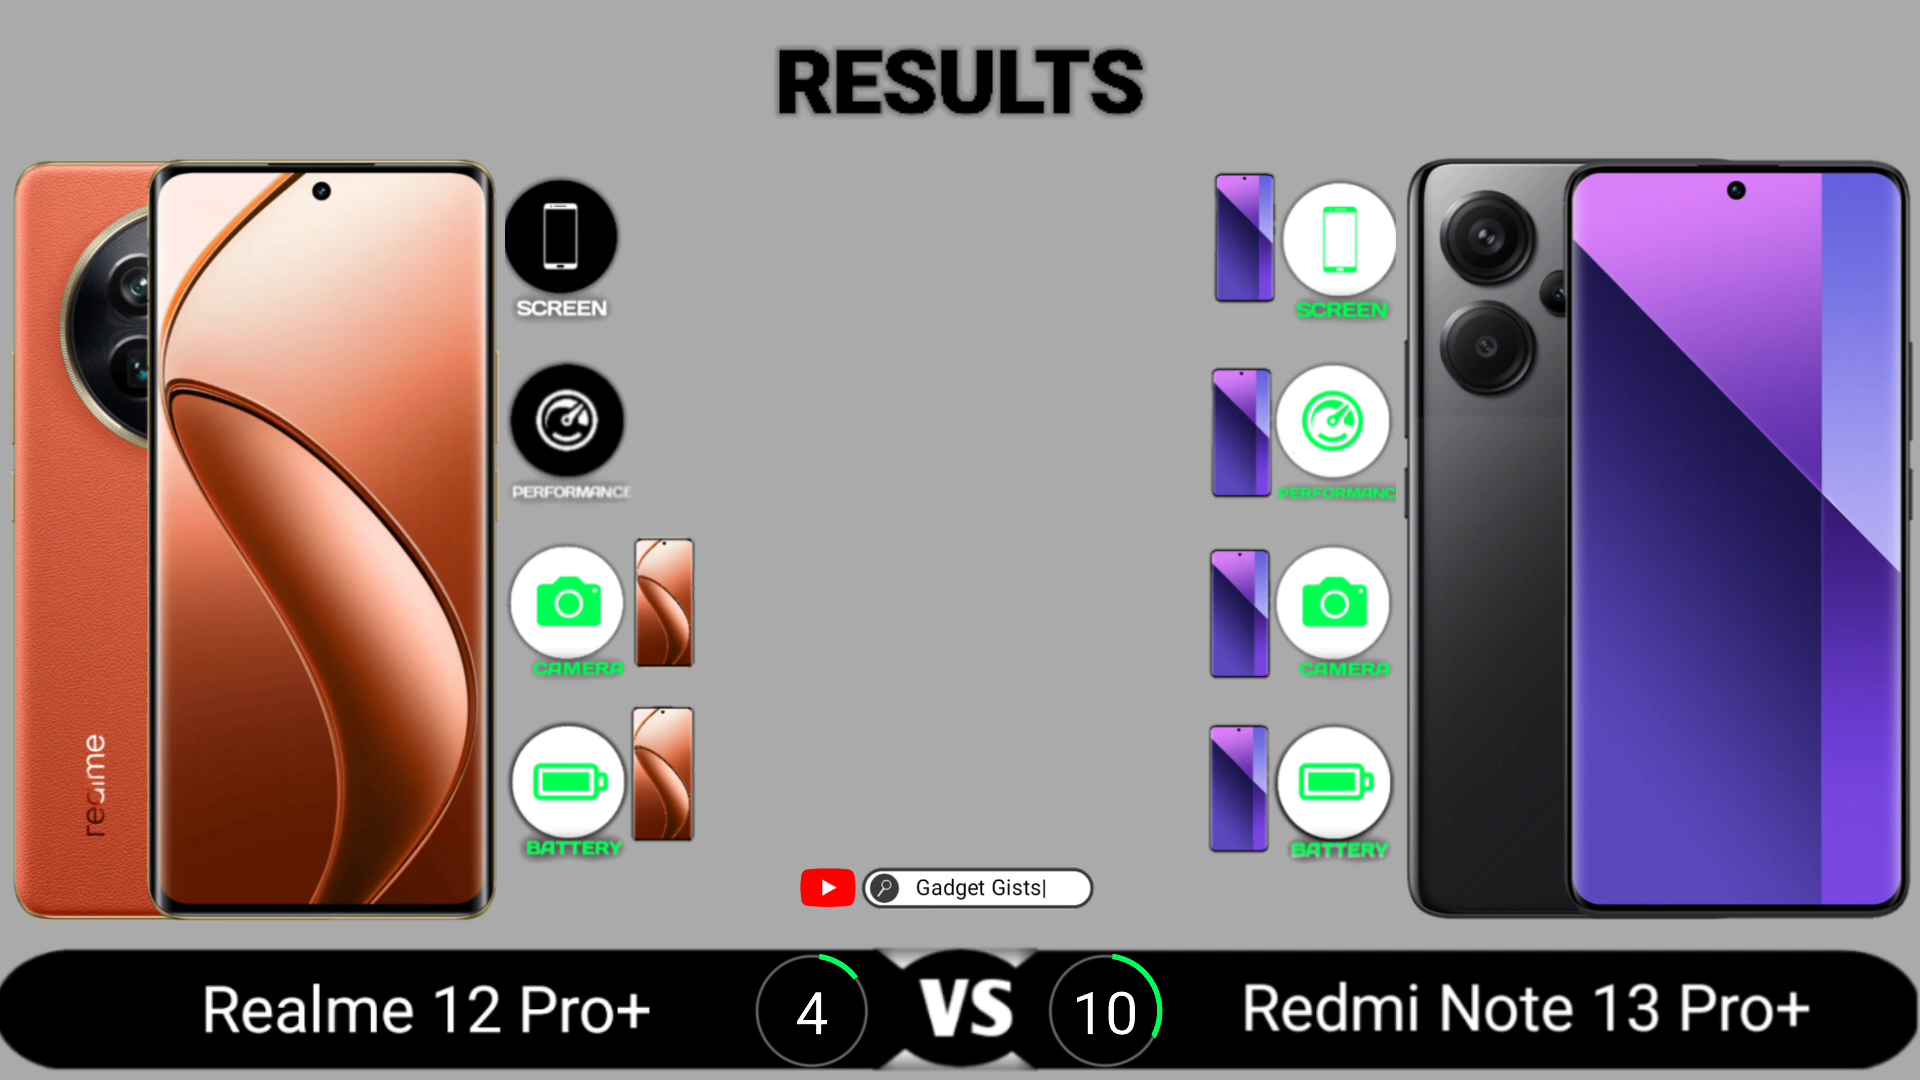 RESULTS
SCREEN
PERFORMANCE
CAMERA
BATTERY
realme
SCREEN
PERFORMANC
CAMERA
BATTERY
Gadget Gists|
Realme 12 Pro+
4
VS
10
Redmi Note 13 Pro+